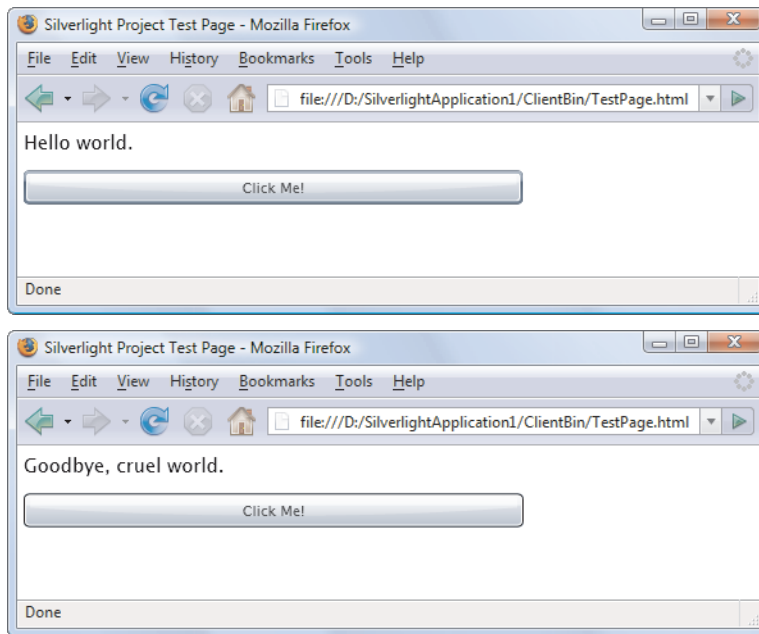 Silverlight Project Test Page - Mozilla Firefox
File Edit View History Bookmarks Tools Help
file:///D:/SilverlightApplication1/ClientBin/TestPage.html
Hello world.
Click Me!
Done
Silverlight Project Test Page - Mozilla Firefox
File Edit View History Bookmarks Tools Help
file:///D:/SilverlightApplication1/ClientBin/TestPage.html
Goodbye, cruel world.
Click Me!
Done